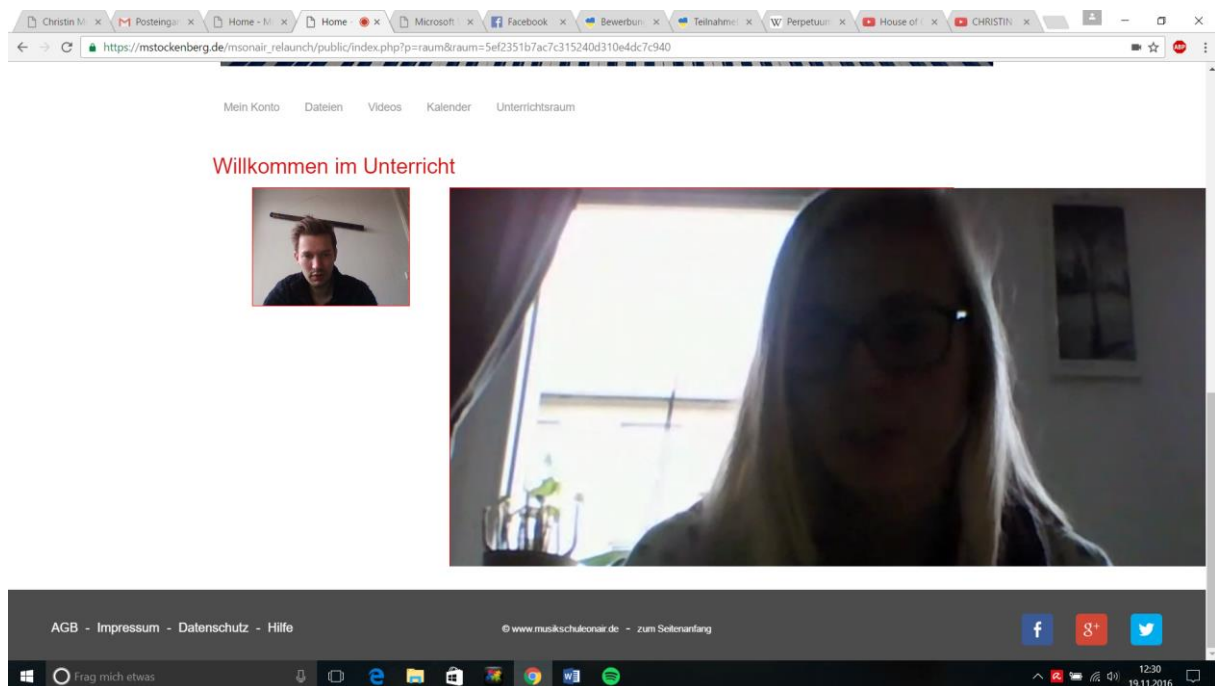 Christin M
Posteinga
Home - M
Home -
Microsoft
Facebook
Bewerbun
Teilnahme
W Perpetuum
House of
CHRISTIN
https://mstockenberg.de/msonair_relaunch/public/index.php?p=raum&raum=5ef2351b7ac7c315240d310e4dc7c940
ABP
Mein Konto Dateien Videos Kalender Unterrichtsraum
Willkommen im Unterricht
AGB - Impressum - Datenschutz - Hilfe
© www.musikschuleonair.de - zum Seitenanfang
f 8+
Frag mich etwas
12:30
19.11.2016